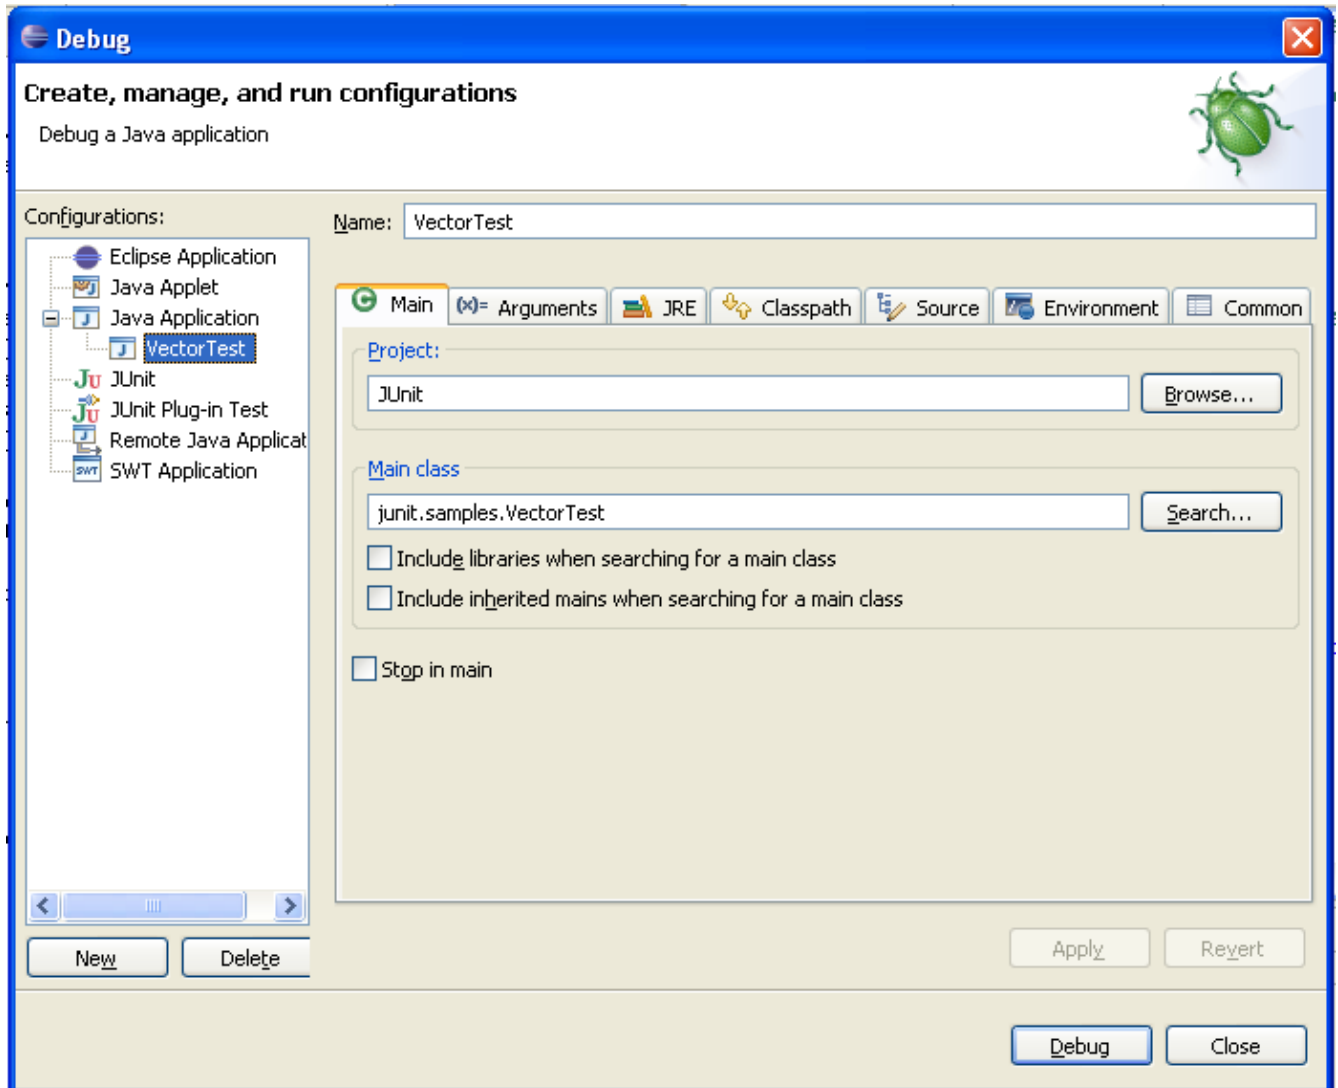 Debug
Create, manage, and run configurations
Debug a Java application
Configurations:
Eclipse Application
Java Applet
Java Application
VectorTest
JUnit
JUnit Plug-in Test
Remote Java Applicat
SWT Application
New
Delete
Name: VectorTest
Main (x)= Arguments JRE Classpath Source Environment Common
Project:
JUnit
Browse...
Main class
junit.samples.VectorTest
Search...
Include libraries when searching for a main class
Include inherited mains when searching for a main class
Stop in main
Apply
Revert
Debug
Close